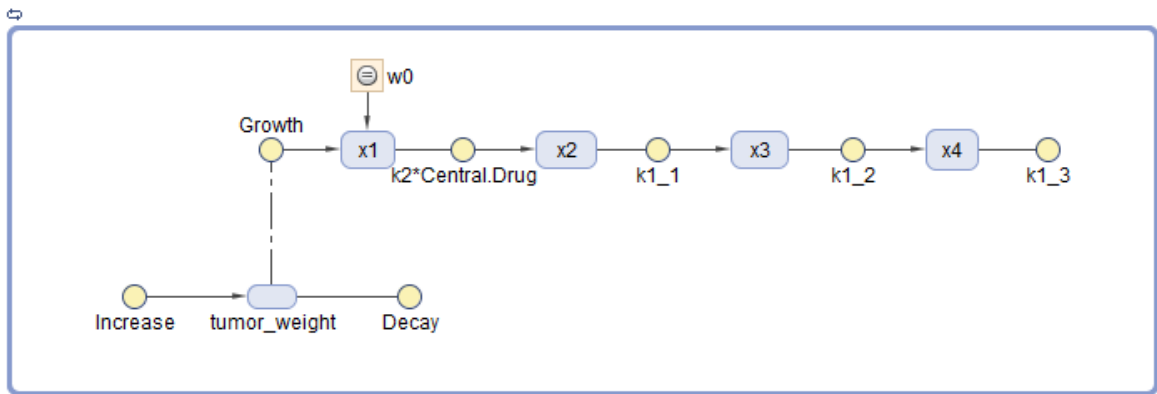 w0
Growth
x1
x2
x3
x4
k2*Central.Drug
k1_1
k1_2
k1_3
Increase
tumor_weight
Decay